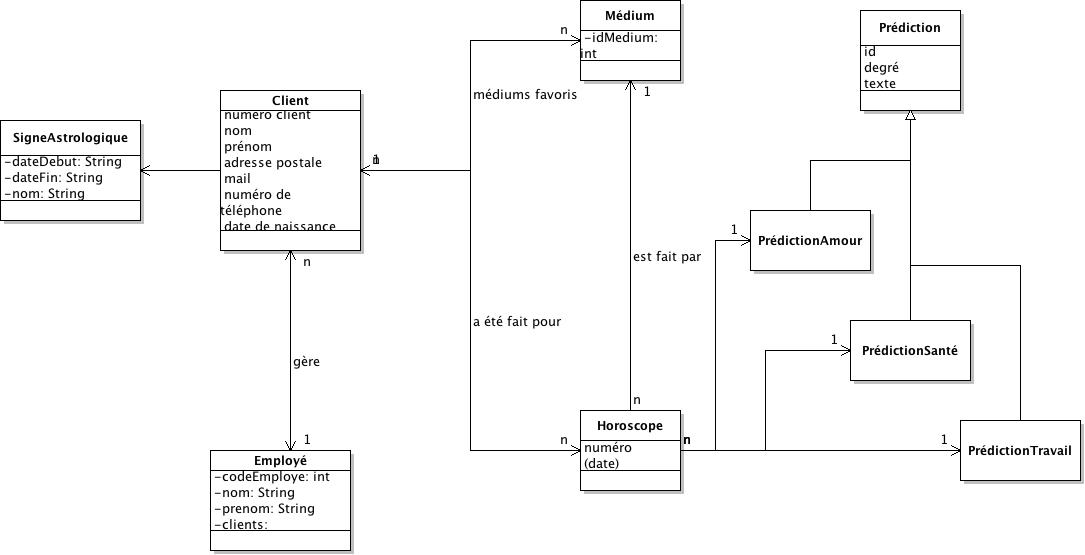 Médium
-idMedium:
int
n
médiums favoris
1
Prédiction
id
degré
texte
Client
numéro client
nom
prénom
adresse postale
mail
numéro de
téléphone
date de naissance
SigneAstrologique
-dateDebut: String
-dateFin: String
-nom: String
n
gère
1
Employé
-codeEmploye: int
-nom: String
-prenom: String
-clients:
a été fait pour
n
est fait par
n
Horoscope
numéro
(date)
n
1
PrédictionAmour
1
PrédictionSanté
1
PrédictionTravail